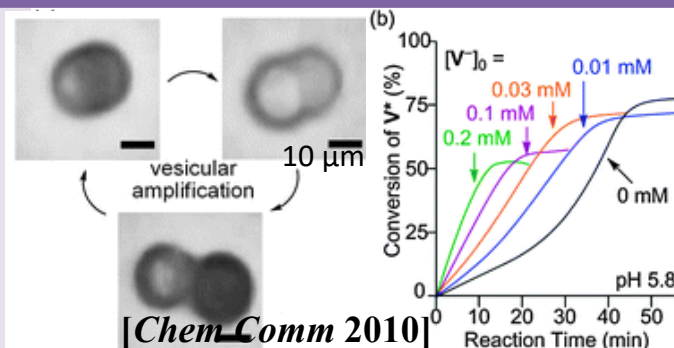 vesicular
amplification
10 µm
[Chem Comm 2010]
(b)
[V⁻]₀ =
0.01 mM
0.03 mM
0.1 mM
0.2 mM
0 mM
pH 5.8
Conversion of V* (%)
100
75
50
25
0
0 10 20 30 40 50
Reaction Time (min)